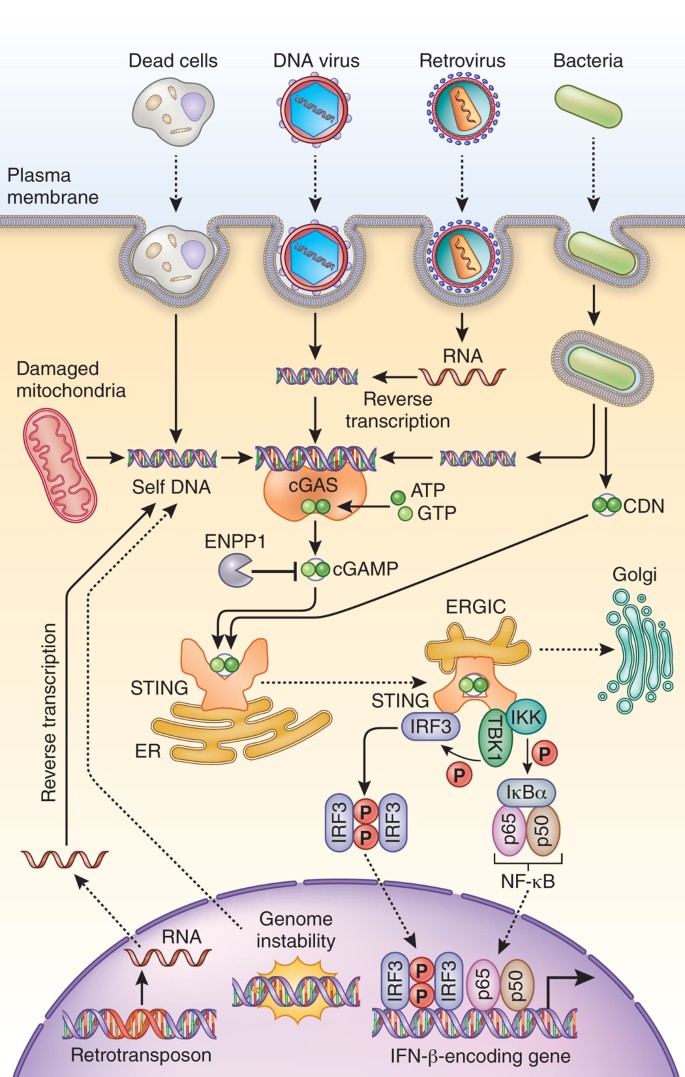 Dead cells
DNA virus
Retrovirus
Bacteria
Plasma
membrane
RNA
Damaged
mitochondria
Reverse
transcription
Self DNA
cGAS
ATP
GTP
CDN
ENPP1
cGAMP
Golgi
ERGIC
STING
STING
ER
IRF3
TBK1
IKK
P
P
IκBα
p65
p50
NF-κB
IRF3
P
P
IRF3
Reverse transcription
RNA
Genome
instability
IRF3
P
P
IRF3
p65
p50
Retrotransposon
IFN-β-encoding gene